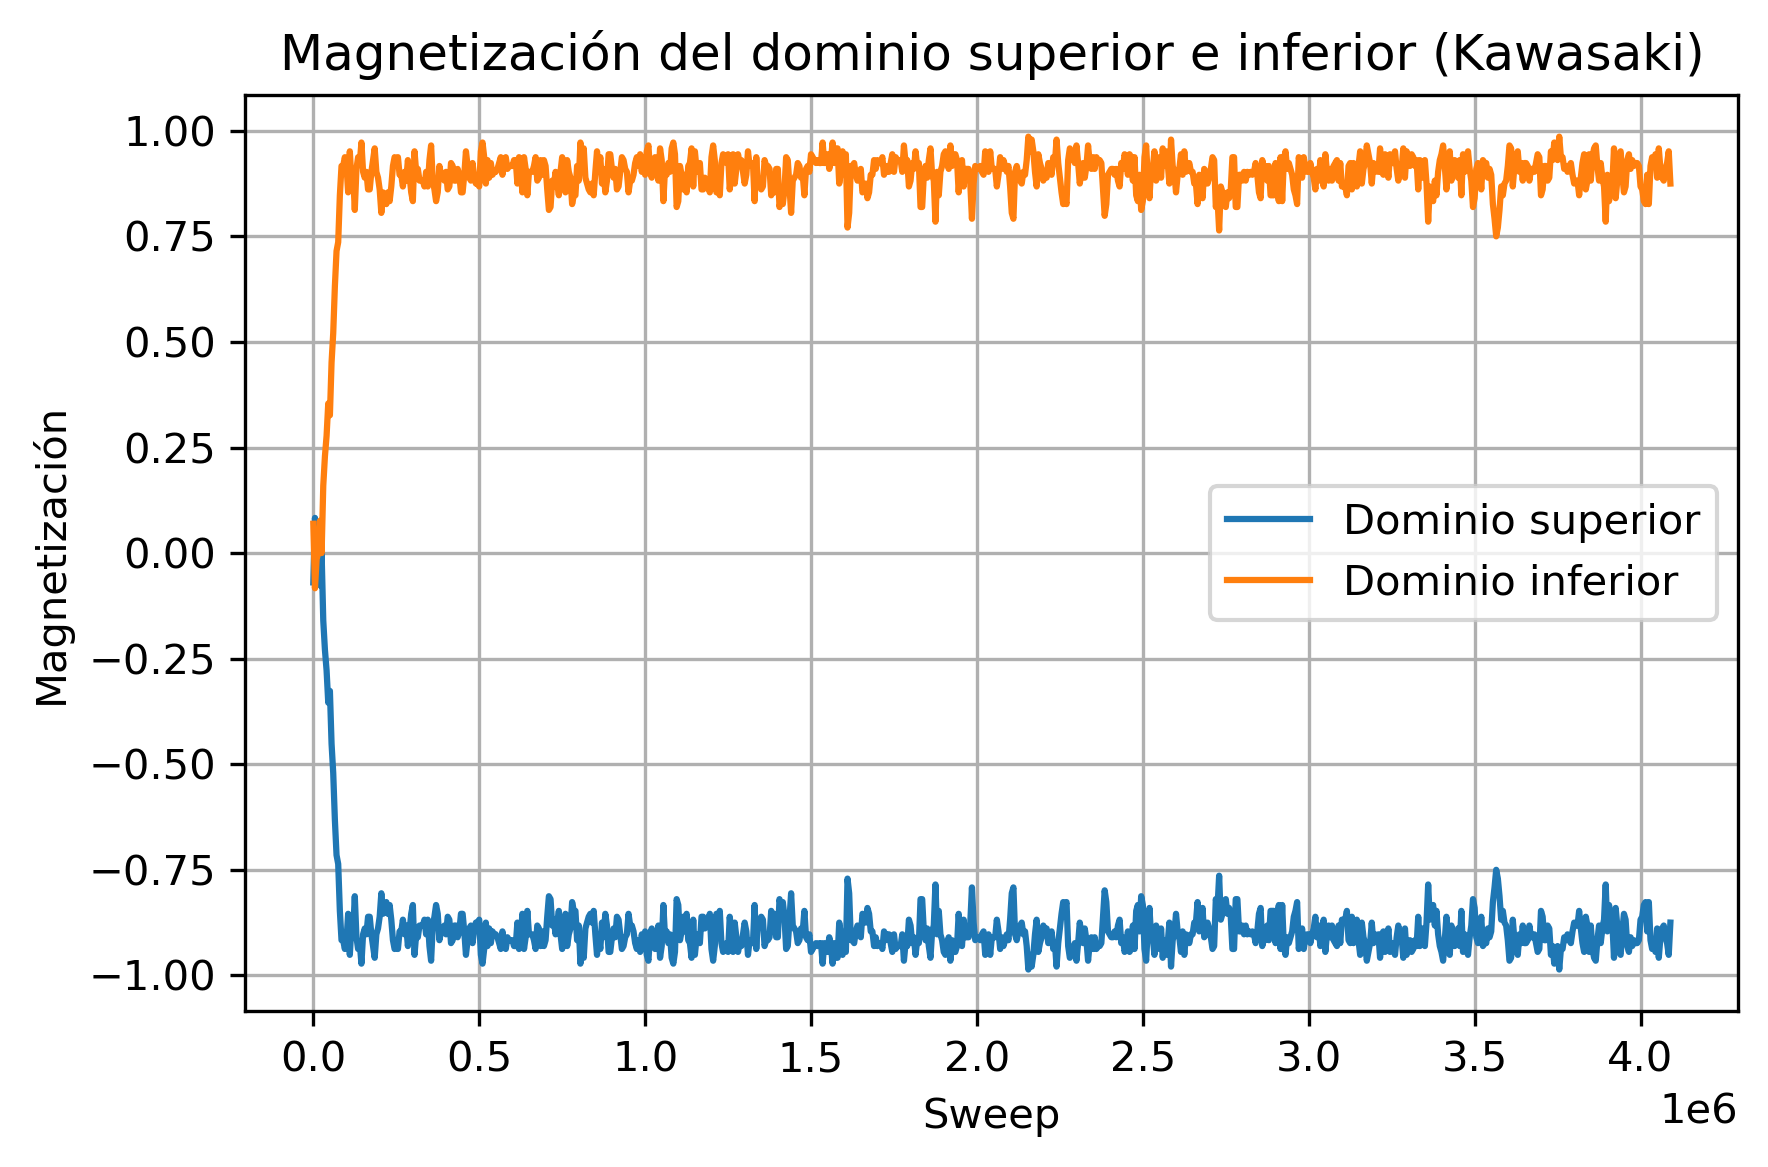 Magnetización del dominio superior e inferior (Kawasaki)
1.00
0.75
0.50
0.25
0.00
−0.25
−0.50
−0.75
−1.00
Magnetización
Dominio superior
Dominio inferior
0.0 0.5 1.0 1.5 2.0 2.5 3.0 3.5 4.0
Sweep
1e6